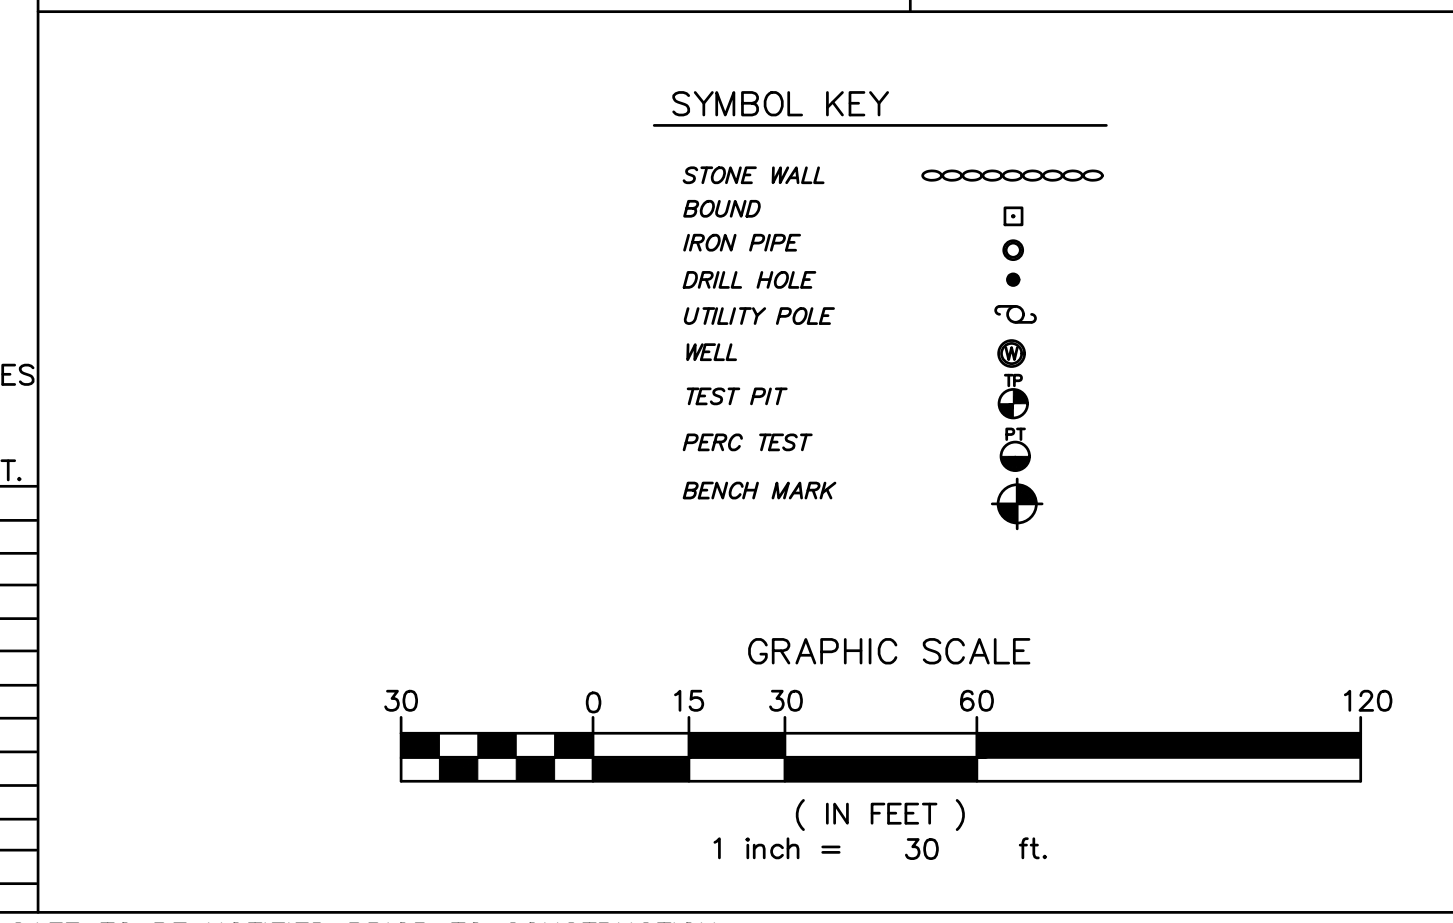 SYMBOL KEY
STONE WALL
BOUND
IRON PIPE
DRILL HOLE
UTILITY POLE
WELL W
TP
TEST PIT
PT
PERC TEST
BENCH MARK
ES
T.
GRAPHIC SCALE
30 0 15 30 60 120
( IN FEET )
1 inch = 30 ft.